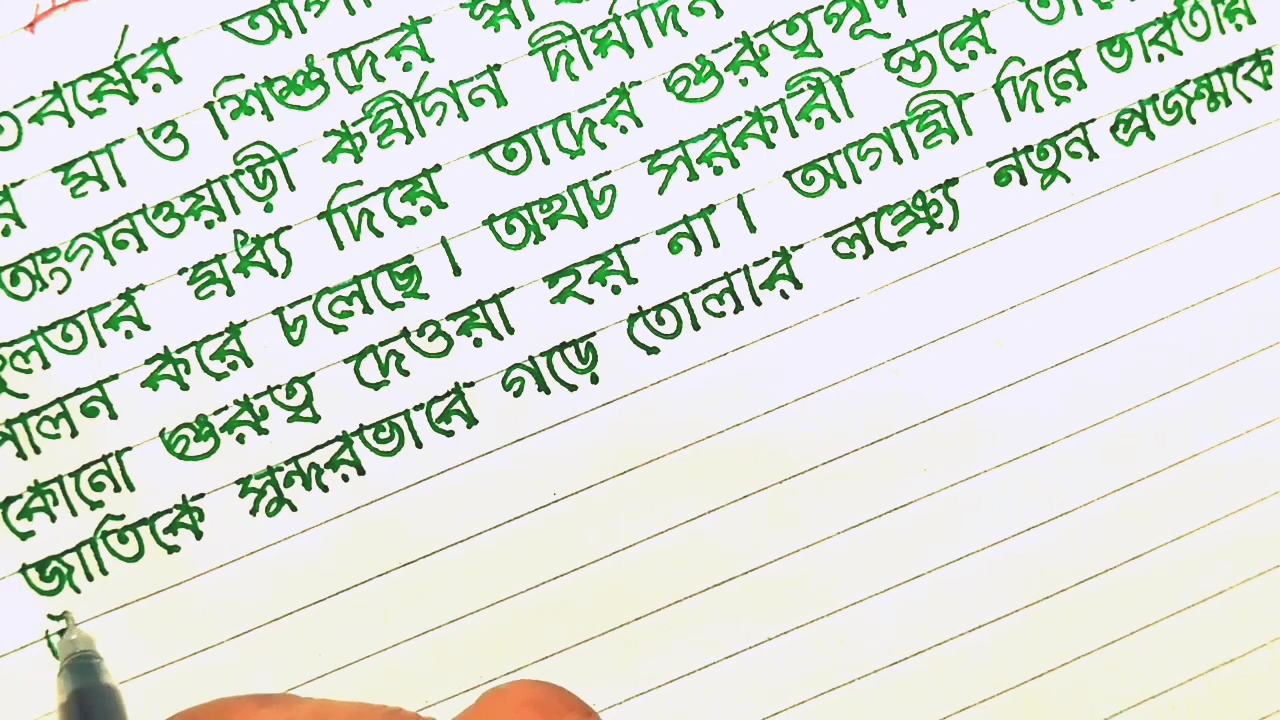 বর্ষের
মা ও শিশুদের
অংগনওয়াড়ী কর্মীগন দীর্ঘদিন
মধ্য দিয়ে তাদের গুরুত্বপূর্ণ
পালন করে চলেছে। অথচ সরকারী স্তরে
কোনো গুরুত্ব দেওয়া হয় না। আগামী দিনে ভারতীয়
জাতিকে সুন্দরভাবে গড়ে তোলার লক্ষ্যে নতুন প্রজন্মকে